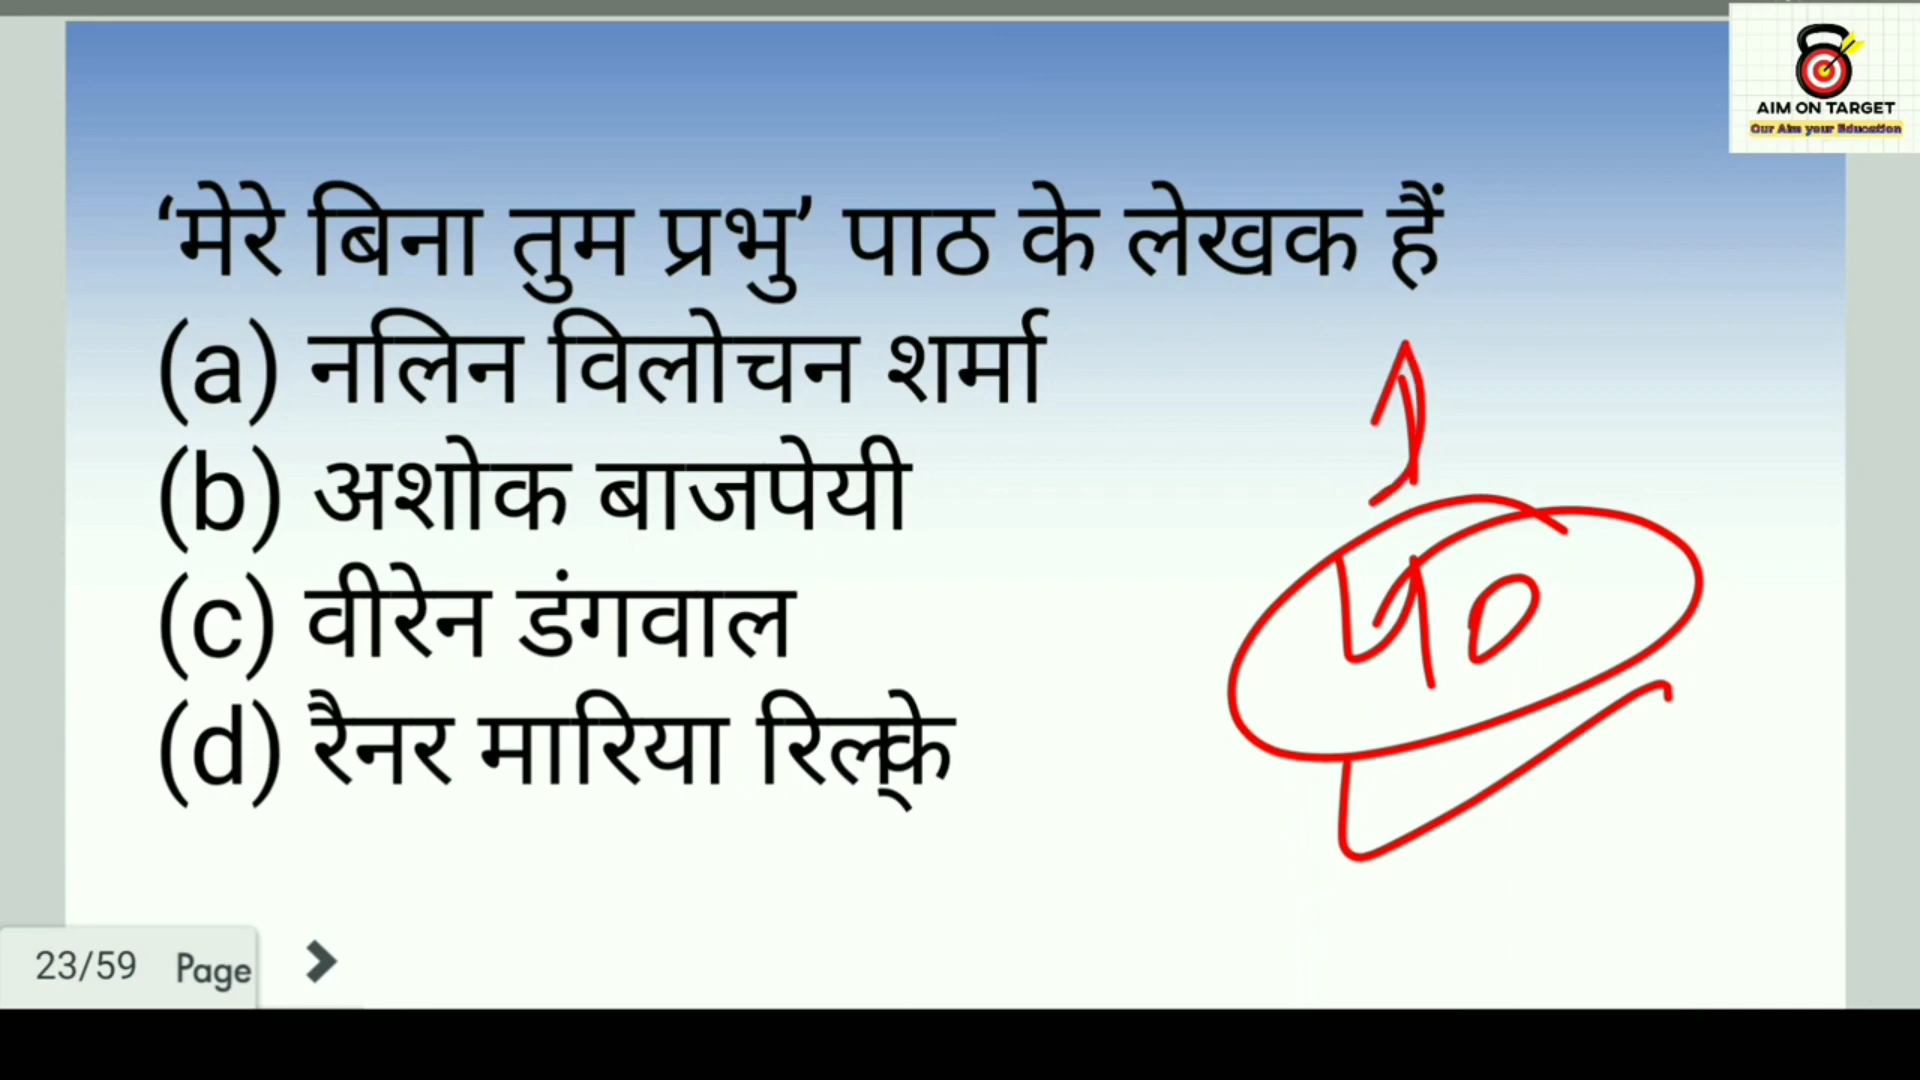 AIM ON TARGET
Our Aim your Education
‘मेरे बिना तुम प्रभु’ पाठ के लेखक हैं
(a) नलिन विलोचन शर्मा
(b) अशोक बाजपेयी
(c) वीरेन डंगवाल
(d) रैनर मारिया रिल्के
23/59 Page